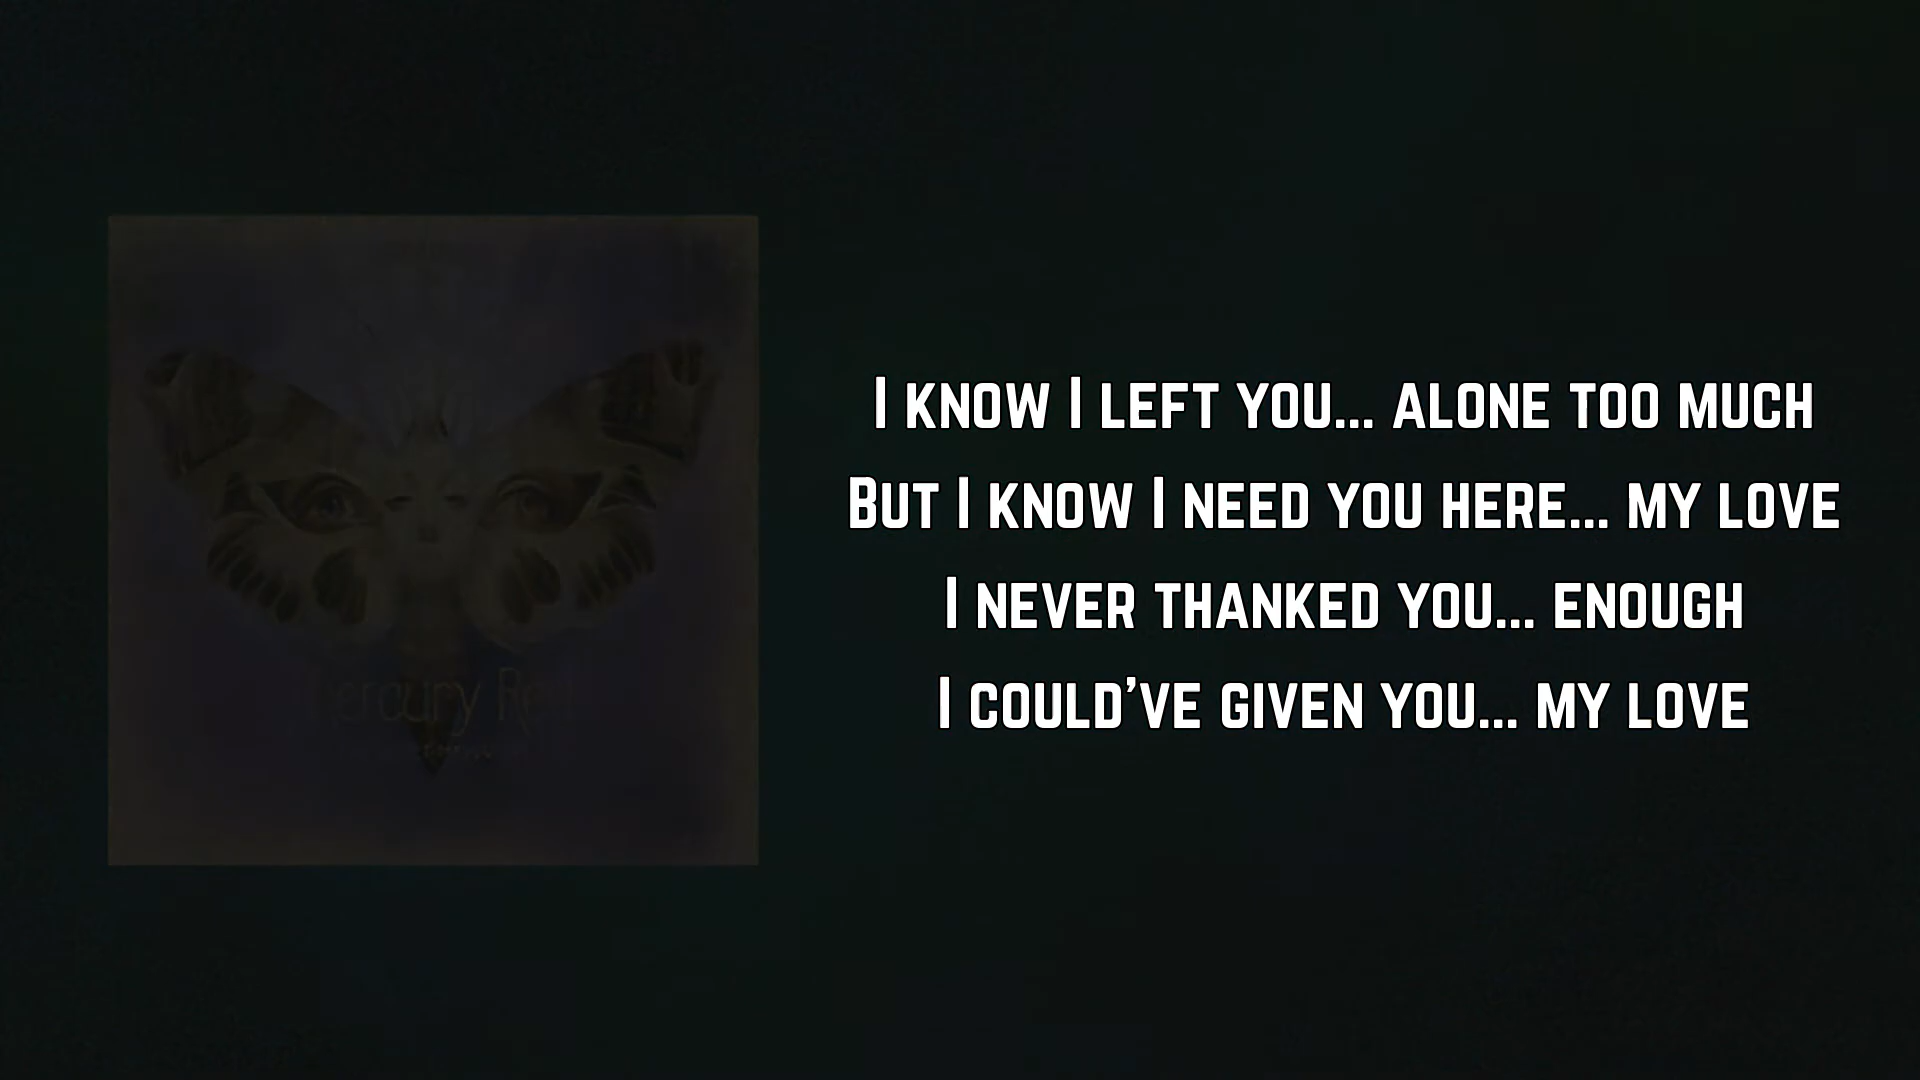 I know I left you... alone too much
But I know I need you here... my love
I never thanked you... enough
I could've given you... my love